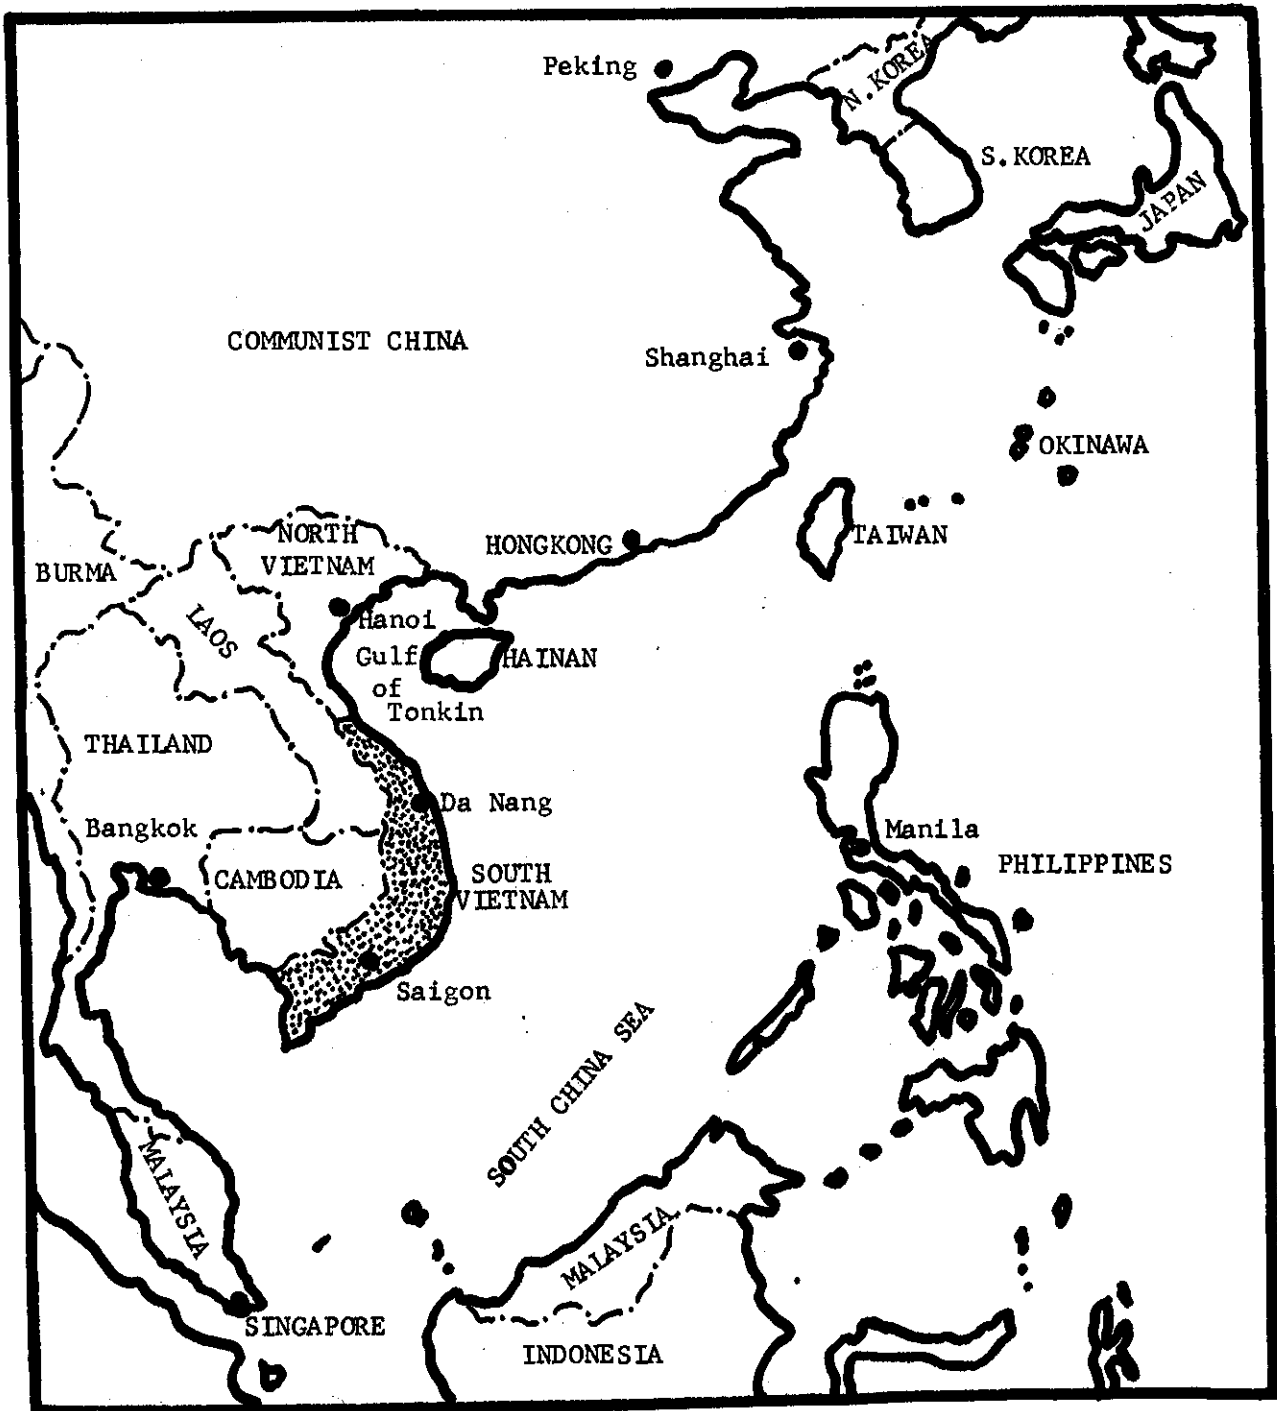 Peking
N.KOREA
S.KOREA
JAPAN
COMMUNIST CHINA
Shanghai
OKINAWA
TAIWAN
HONGKONG
NORTH
VIETNAM
BURMA
LAOS
Hanoi
Gulf
of
Tonkin
HAINAN
THAILAND
Da Nang
Bangkok
CAMBODIA
SOUTH
VIETNAM
Manila
PHILIPPINES
Saigon
SOUTH CHINA SEA
MALAYSIA
MALAYSIA
SINGAPORE
INDONESIA